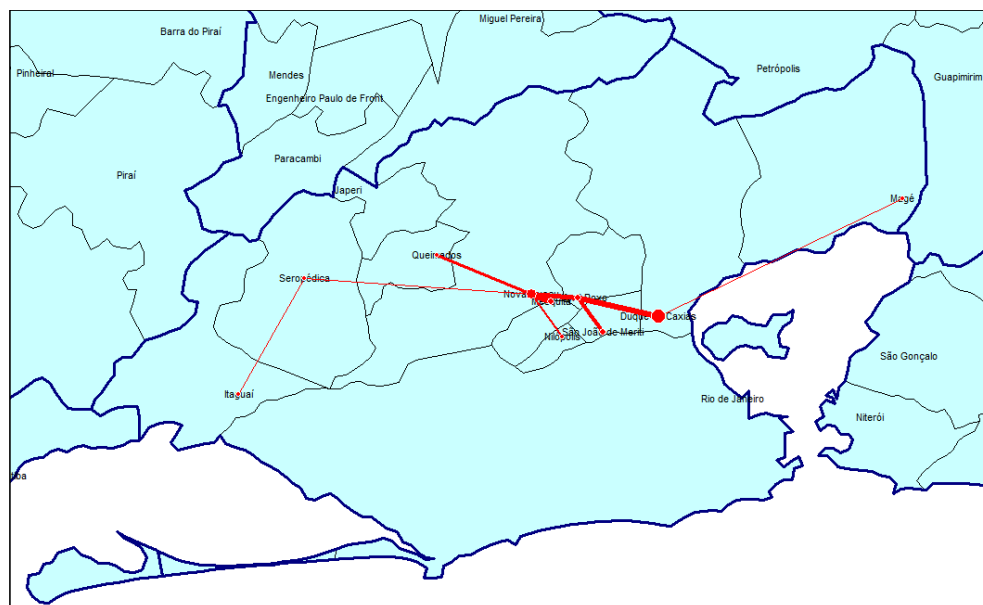 Miguel Pereira
Barra do Piraí
Petrópolis
Pinheiral
Mendes
Guapimirim
Engenheiro Paulo de Front
Paracambi
Piraí
Japeri
Magé
Queimados
Seropédica
Nova
Roxo
Duque Caxias
São João de Meriti
Nilópolis
São Gonçalo
Itaguaí
Rio de Janeiro
Niterói